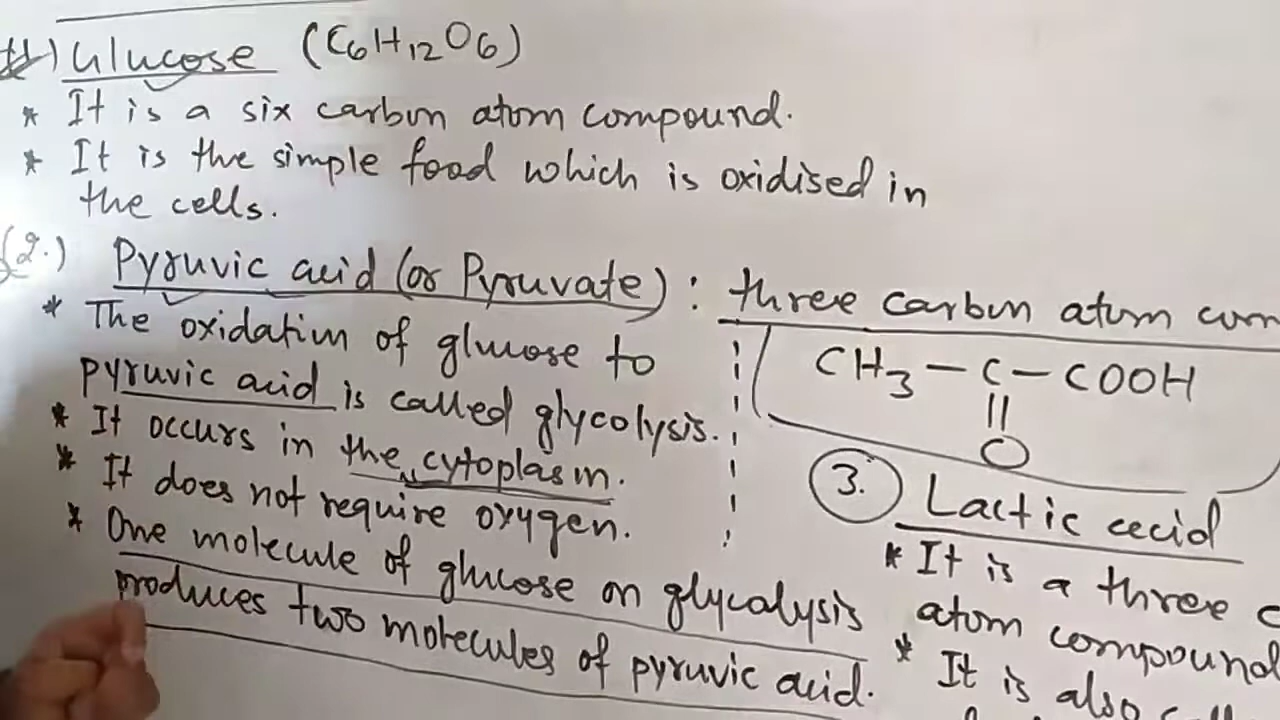 Glucose (C6H12O6)
* It is a six carbon atom compound.
* It is the simple food which is oxidised in
the cells.
(2.) Pyruvic acid (or Pyruvate) : three carbon atom com
* The oxidation of glucose to
pyruvic acid is called glycolysis.
* It occurs in the cytoplasm.
* It does not require oxygen.
* One molecule of glucose on glycolysis
produces two molecules of pyruvic acid.
CH3 – C – COOH
||
O
3. Lactic acid
* It is a three c
atom compound
* It is also